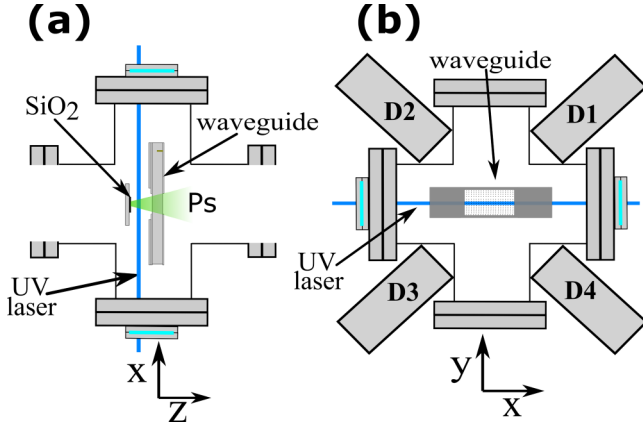 (a)
SiO2
waveguide
Ps
UV
laser
x
z
(b)
waveguide
D2
D1
UV
laser
D3
D4
y
x